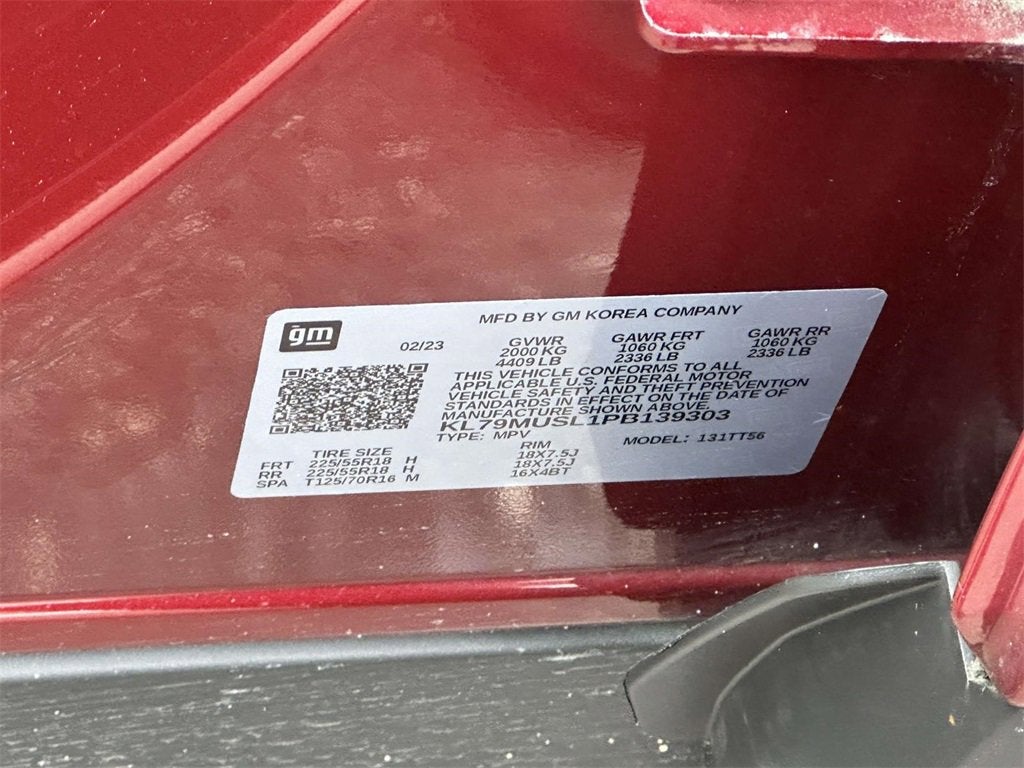 gm
MFD BY GM KOREA COMPANY
02/23 GVWR GAWR FRT GAWR RR
2000 KG 1060 KG 1060 KG
4409 LB 2336 LB 2336 LB
THIS VEHICLE CONFORMS TO ALL
APPLICABLE U.S. FEDERAL MOTOR
VEHICLE SAFETY AND THEFT PREVENTION
STANDARDS IN EFFECT ON THE DATE OF
MANUFACTURE SHOWN ABOVE.
KL79MUSL1PB139303
TYPE: MPV MODEL: 131TT56
TIRE SIZE RIM
FRT 225/55R18 H 18X7.5J
RR 225/55R18 H 18X7.5J
SPA T125/70R16 M 16X4BT